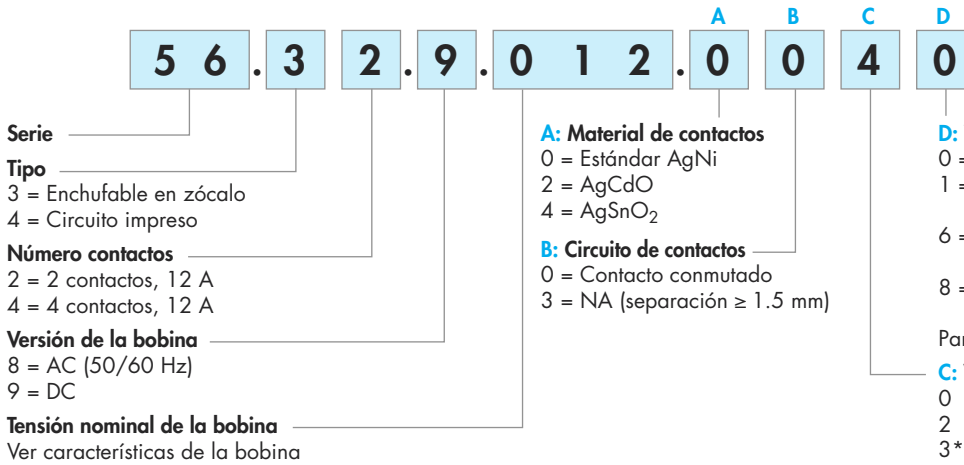 A B C D
5 6 . 3 2 . 9 . 0 1 2 . 0 0 4 0
Serie
Tipo
3 = Enchufable en zócalo
4 = Circuito impreso
Número contactos
2 = 2 contactos, 12 A
4 = 4 contactos, 12 A
Versión de la bobina
8 = AC (50/60 Hz)
9 = DC
Tensión nominal de la bobina
Ver características de la bobina
A: Material de contactos
0 = Estándar AgNi
2 = AgCdO
4 = AgSnO₂
B: Circuito de contactos
0 = Contacto conmutado
3 = NA (separación ≥ 1.5 mm)
D:
0 =
1 =
6 =
8 =
C:
0
2
3*